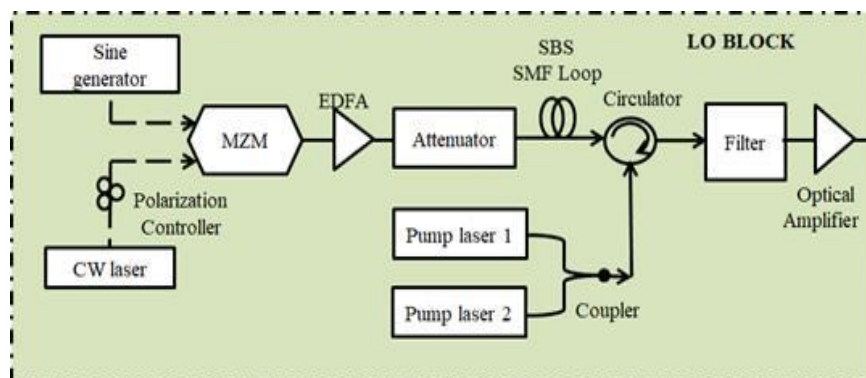 LO BLOCK
Sine
generator
SBS
SMF Loop
EDFA
Circulator
MZM
Attenuator
Filter
Polarization
Controller
Optical
Amplifier
Pump laser 1
CW laser
Pump laser 2
Coupler